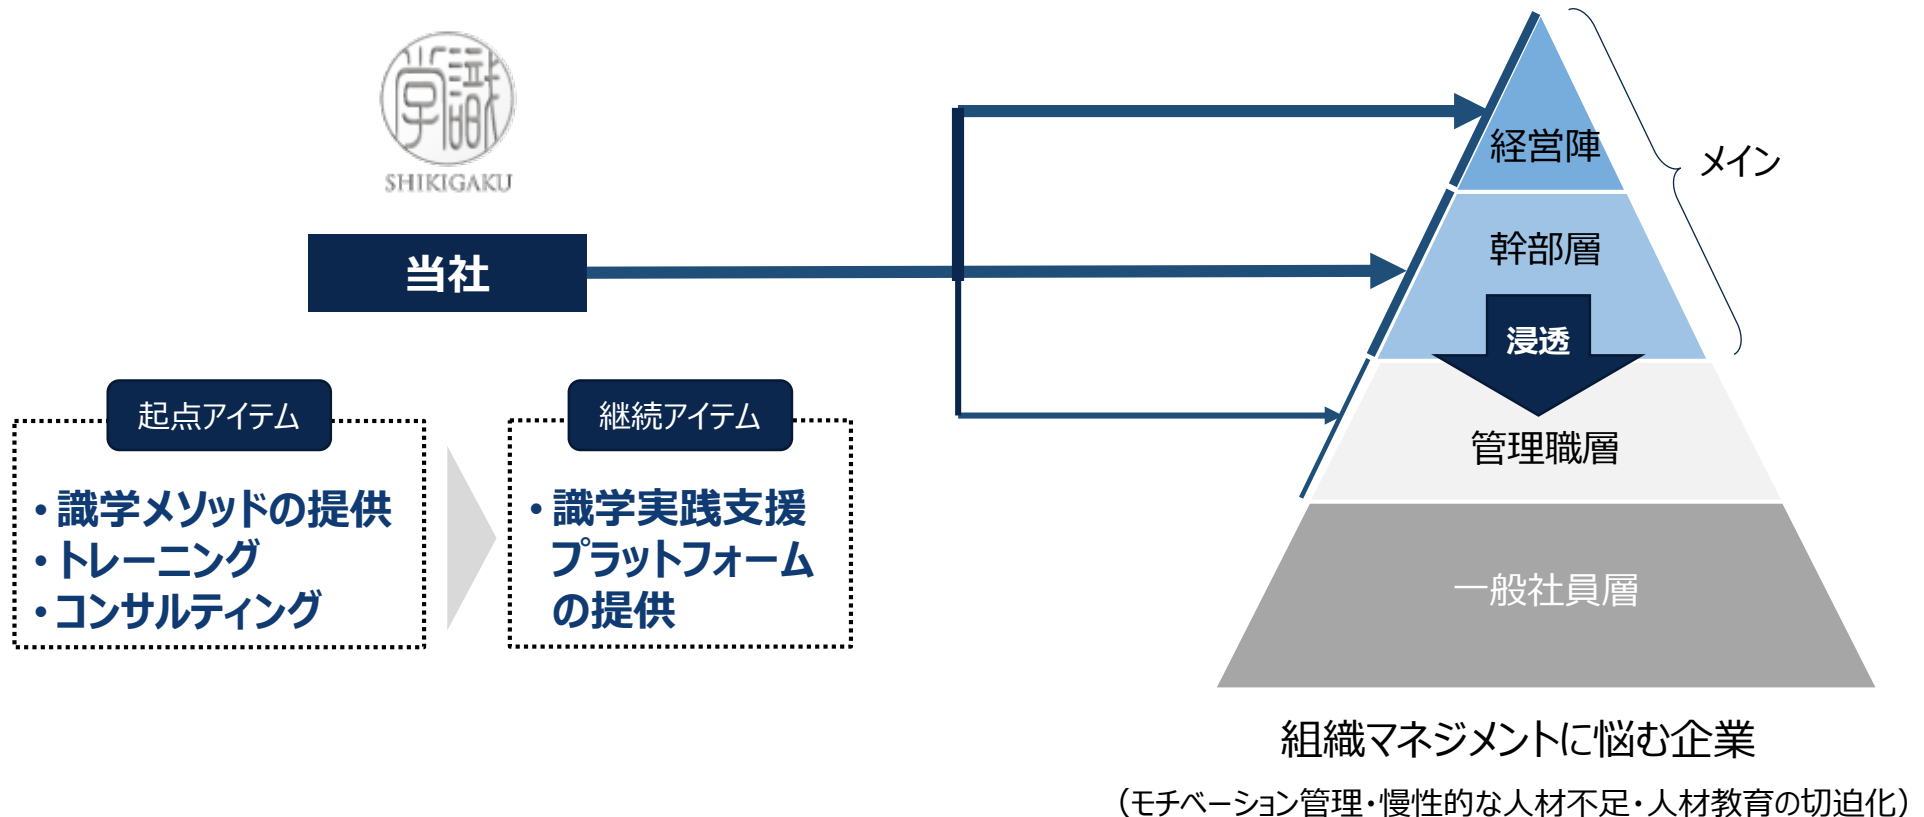 識学
SHIKIGAKU
当社
起点アイテム
・識学メソッドの提供
・トレーニング
・コンサルティング
継続アイテム
・識学実践支援
プラットフォーム
の提供
経営陣
メイン
幹部層
浸透
管理職層
一般社員層
組織マネジメントに悩む企業
（モチベーション管理・慢性的な人材不足・人材教育の切迫化）